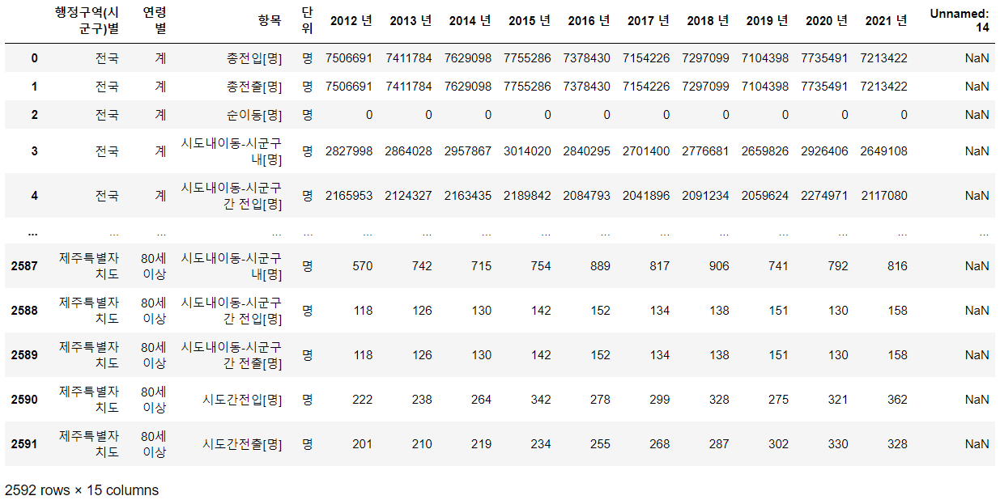 행정구역(시군구)별 연령별 항목 단위 2012 년 2013 년 2014 년 2015 년 2016 년 2017 년 2018 년 2019 년 2020 년 2021 년 Unnamed: 14
0 전국 계 총전입[명] 명 7506691 7411784 7629098 7755286 7378430 7154226 7297099 7104398 7735491 7213422 NaN
1 전국 계 총전출[명] 명 7506691 7411784 7629098 7755286 7378430 7154226 7297099 7104398 7735491 7213422 NaN
2 전국 계 순이동[명] 명 0 0 0 0 0 0 0 0 0 0 NaN
3 전국 계 시도내이동-시군구내[명] 명 2827998 2864028 2957867 3014020 2840295 2701400 2776681 2659826 2926406 2649108 NaN
4 전국 계 시도내이동-시군구간 전입[명] 명 2165953 2124327 2163435 2189842 2084793 2041896 2091234 2059624 2274971 2117080 NaN
... ... ... ... ... ... ... ... ... ... ... ... ... ... ... ...
2587 제주특별자치도 80세이상 시도내이동-시군구내[명] 명 570 742 715 754 889 817 906 741 792 816 NaN
2588 제주특별자치도 80세이상 시도내이동-시군구간 전입[명] 명 118 126 130 142 152 134 138 151 130 158 NaN
2589 제주특별자치도 80세이상 시도내이동-시군구간 전출[명] 명 118 126 130 142 152 134 138 151 130 158 NaN
2590 제주특별자치도 80세이상 시도간전입[명] 명 222 238 264 342 278 299 328 275 321 362 NaN
2591 제주특별자치도 80세이상 시도간전출[명] 명 201 210 219 234 255 268 287 302 330 328 NaN
2592 rows × 15 columns